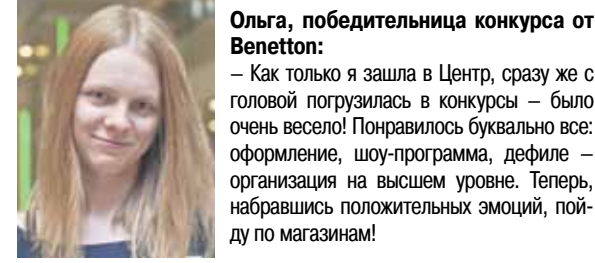 Ольга, победительница конкурса от
Benetton:
– Как только я зашла в Центр, сразу же с
головой погрузилась в конкурсы – было
очень весело! Понравилось буквально все:
оформление, шоу-программа, дефиле –
организация на высшем уровне. Теперь,
набравшись положительных эмоций, пой-
ду по магазинам!